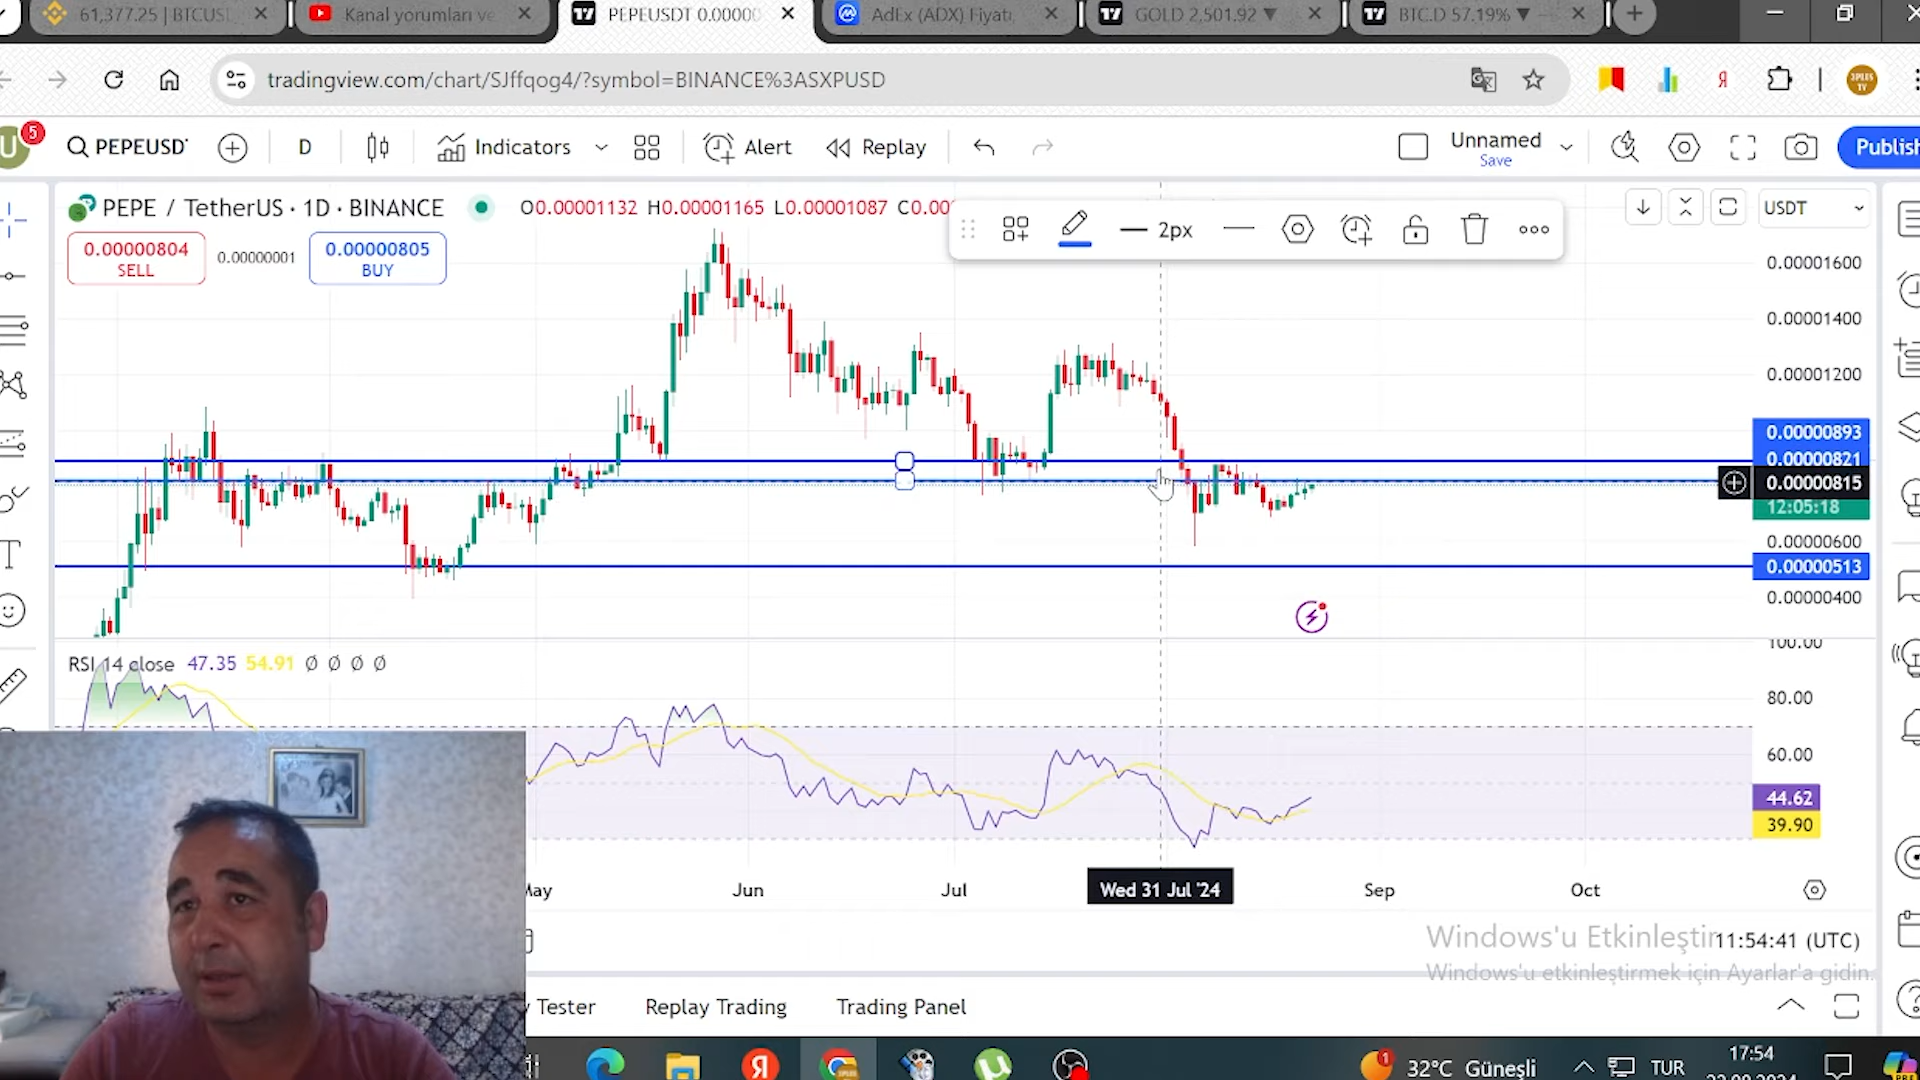 61,377.25 | BTCUS
Kanal yorumları ve
PEPEUSDT 0.0000
AdEx (ADX) Fiyatı,
GOLD 2,501.92 ▼
BTC.D 57.19% ▼
tradingview.com/chart/SJffqog4/?symbol=BINANCE%3ASXPUSD
U 5
PEPEUSD
D
Indicators
Alert
Replay
Unnamed
Save
Publish
PEPE / TetherUS · 1D · BINANCE
O0.00001132 H0.00001165 L0.00001087 C0.00
2px
USDT
0.00000804
SELL
0.00000001
0.00000805
BUY
0.00001600
0.00001400
0.00001200
0.00000893
0.00000821
0.00000815
12:05:18
0.00000600
0.00000513
0.00000400
RSI 14 close 47.35 54.91 Ø Ø Ø Ø
100.00
80.00
60.00
44.62
39.90
May
Jun
Jul
Wed 31 Jul '24
Sep
Oct
Windows'u Etkinleştir
11:54:41 (UTC)
Windows'u etkinleştirmek için Ayarlar'a gidin.
y Tester
Replay Trading
Trading Panel
1
32°C Güneşli
TUR
17:54